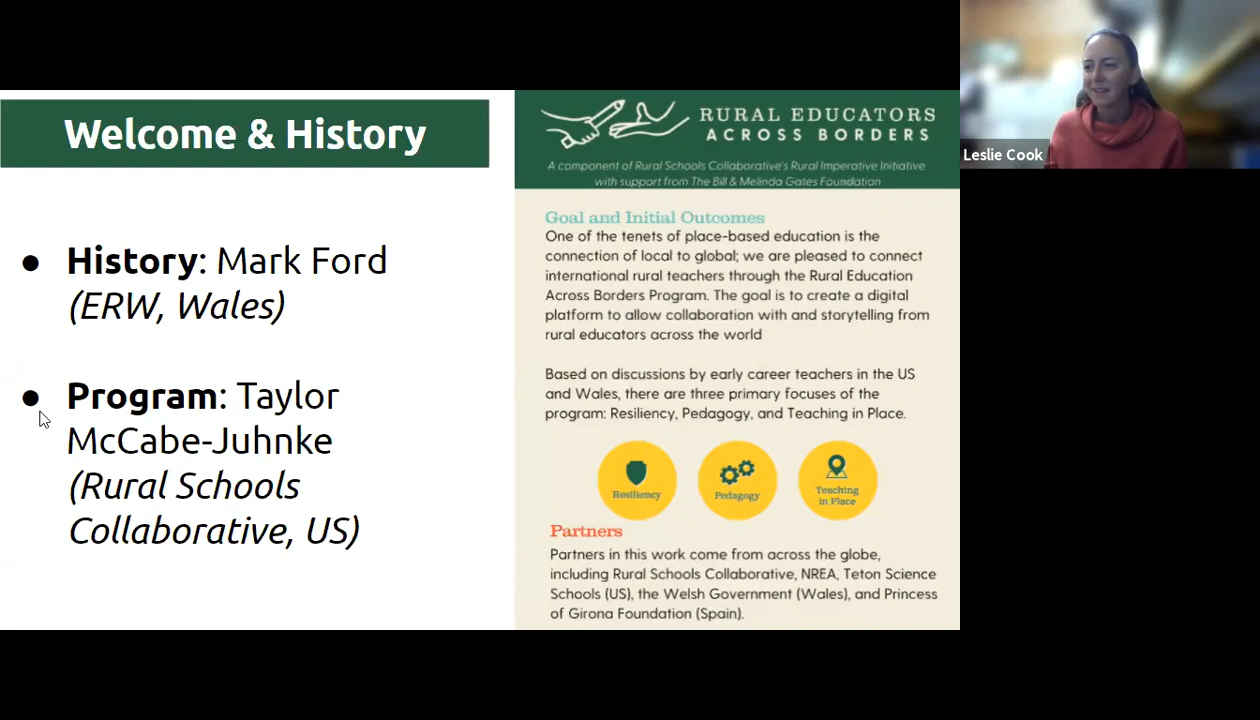 Welcome & History
● History: Mark Ford
(ERW, Wales)
● Program: Taylor
McCabe-Juhnke
(Rural Schools
Collaborative, US)
RURAL EDUCATORS
ACROSS BORDERS
A component of Rural Schools Collaborative's Rural Imperative Initiative
with support from The Bill & Melinda Gates Foundation
Goal and Initial Outcomes
One of the tenets of place-based education is the
connection of local to global; we are pleased to connect
international rural teachers through the Rural Education
Across Borders Program. The goal is to create a digital
platform to allow collaboration with and storytelling from
rural educators across the world
Based on discussions by early career teachers in the US
and Wales, there are three primary focuses of the
program: Resiliency, Pedagogy, and Teaching in Place.
Resiliency
Pedagogy
Teaching
in Place
Partners
Partners in this work come from across the globe,
including Rural Schools Collaborative, NREA, Teton Science
Schools (US), the Welsh Government (Wales), and Princess
of Girona Foundation (Spain).
Leslie Cook